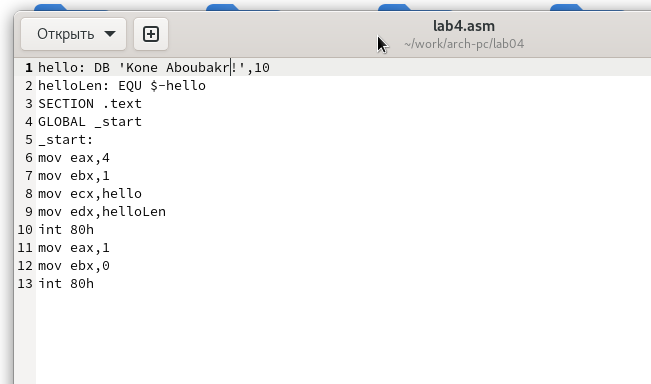 Открыть
lab4.asm
~/work/arch-pc/lab04
1 hello: DB 'Kone Aboubakr!',10
2 helloLen: EQU $-hello
3 SECTION .text
4 GLOBAL _start
5 _start:
6 mov eax,4
7 mov ebx,1
8 mov ecx,hello
9 mov edx,helloLen
10 int 80h
11 mov eax,1
12 mov ebx,0
13 int 80h